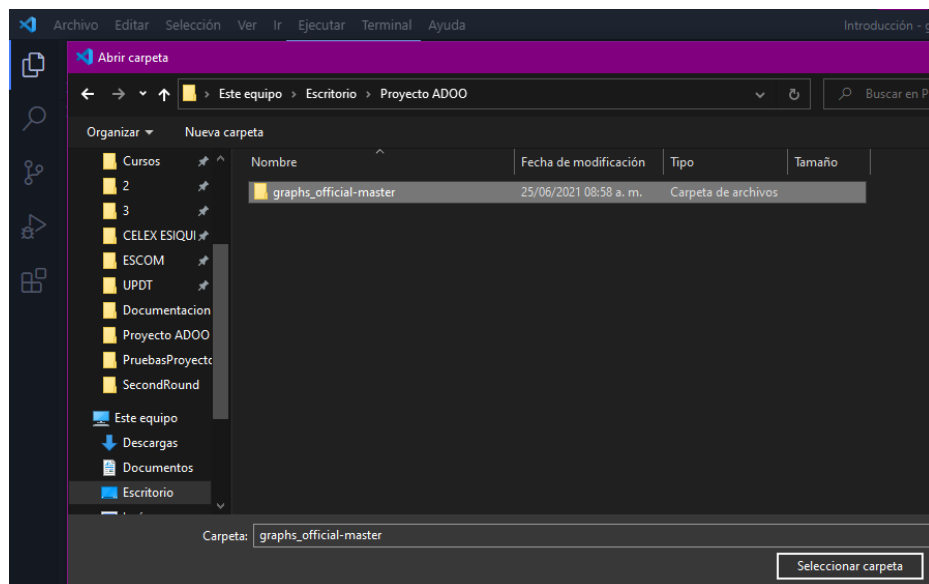 Archivo Editar Selección Ver Ir Ejecutar Terminal Ayuda Introducción - g
Abrir carpeta
Este equipo > Escritorio > Proyecto ADOO Buscar en P
Organizar Nueva carpeta
Cursos
2
3
CELEX ESIQUI
ESCOM
UPDT
Documentacion
Proyecto ADOO
PruebasProyecto
SecondRound
Este equipo
Descargas
Documentos
Escritorio
Nombre Fecha de modificación Tipo Tamaño
graphs_official-master 25/06/2021 08:58 a. m. Carpeta de archivos
Carpeta: graphs_official-master
Seleccionar carpeta